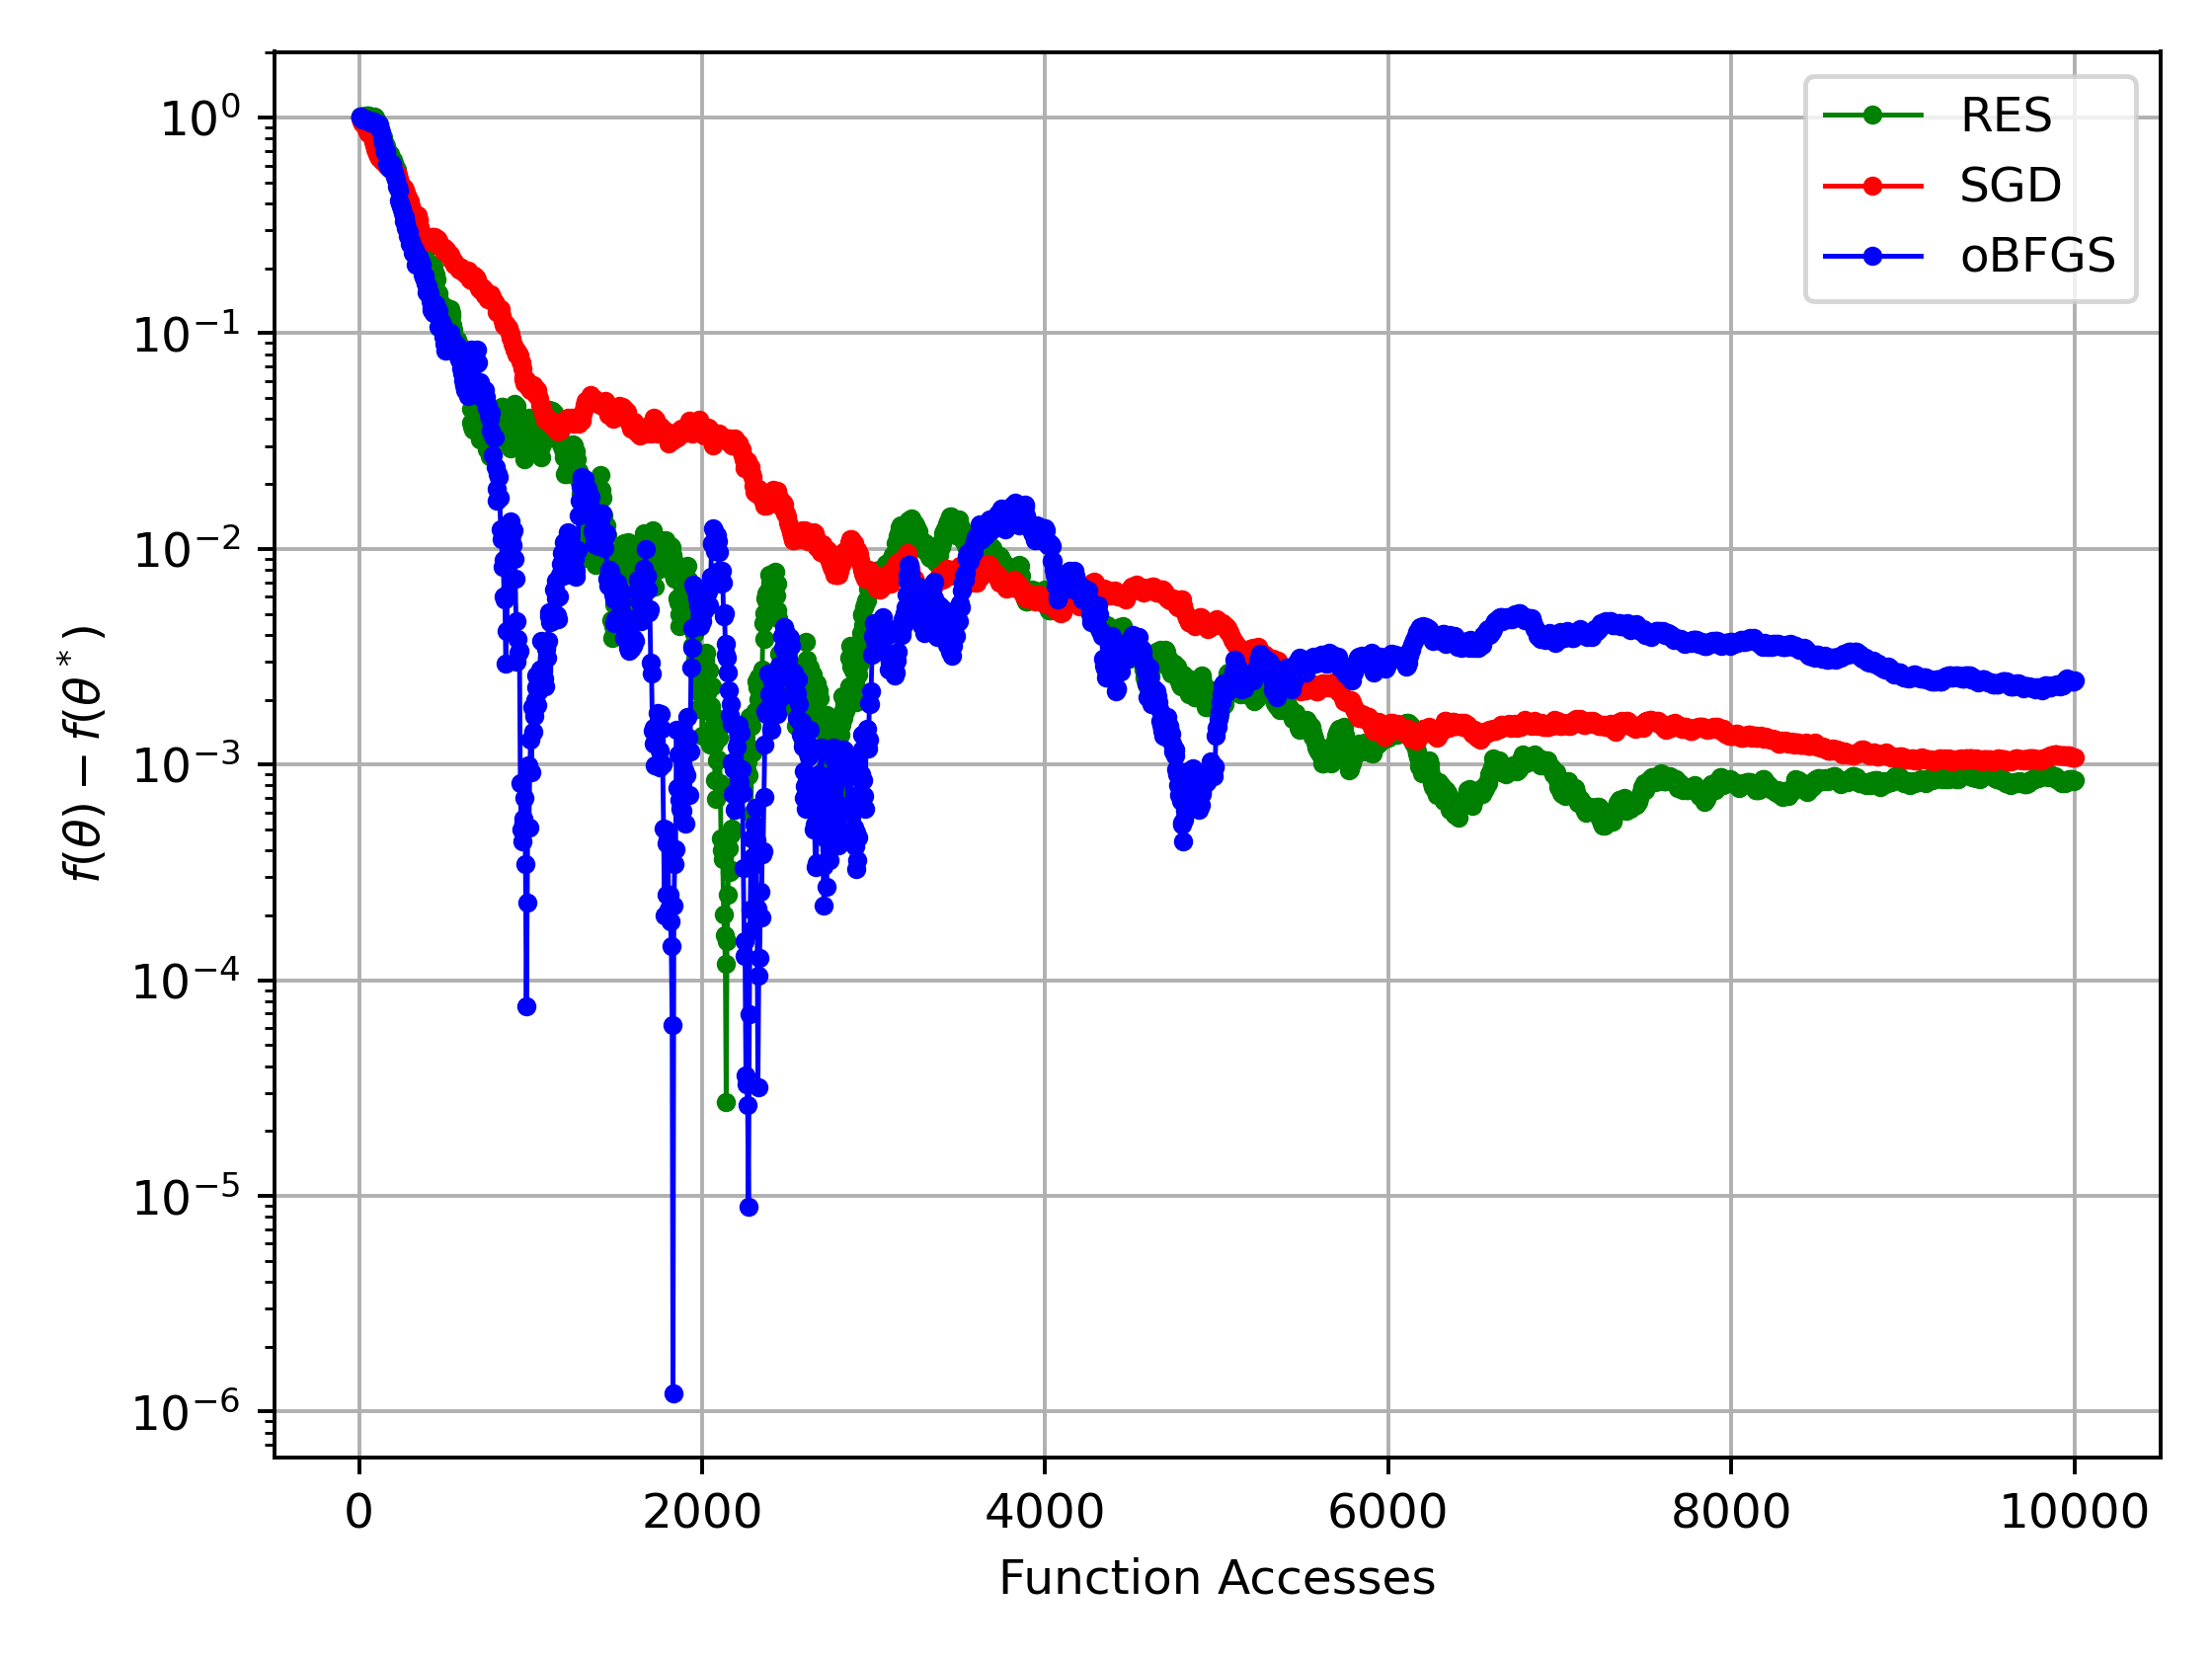 RES
SGD
oBFGS
10⁰
10⁻¹
10⁻²
10⁻³
10⁻⁴
10⁻⁵
10⁻⁶
f(θ) − f(θ*)
0 2000 4000 6000 8000 10000
Function Accesses